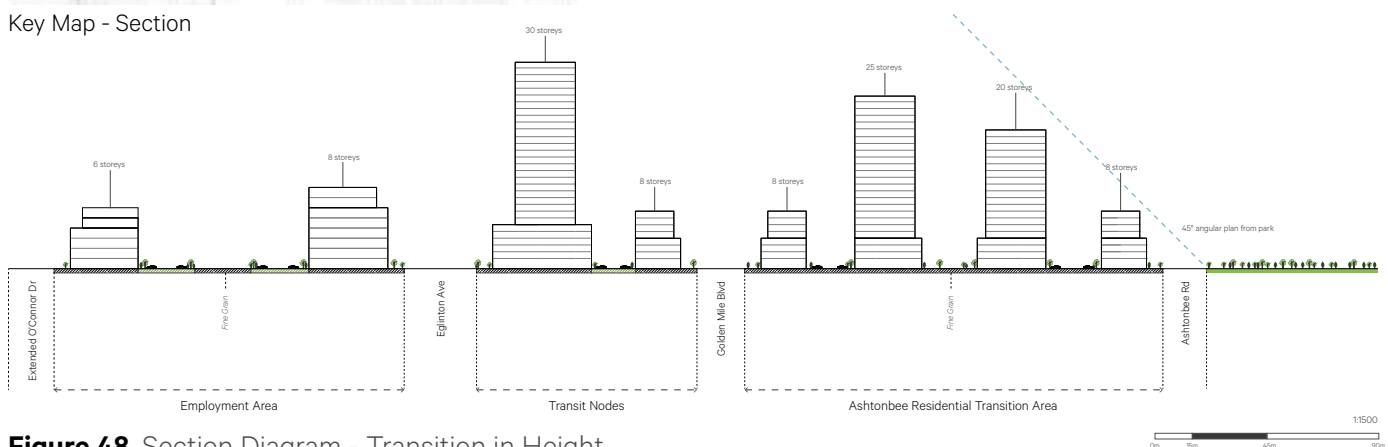 Key Map - Section
30 storeys
25 storeys
20 storeys
6 storeys
8 storeys
8 storeys
8 storeys
8 storeys
45° angular plan from park
Extended O'Connor Dr
Fine Grain
Eglinton Ave
Golden Mile Blvd
Fine Grain
Ashtonbee Rd
Employment Area
Transit Nodes
Ashtonbee Residential Transition Area
1:1500
0m 15m 45m 90m
Figure 48 Section Diagram - Transition in Height